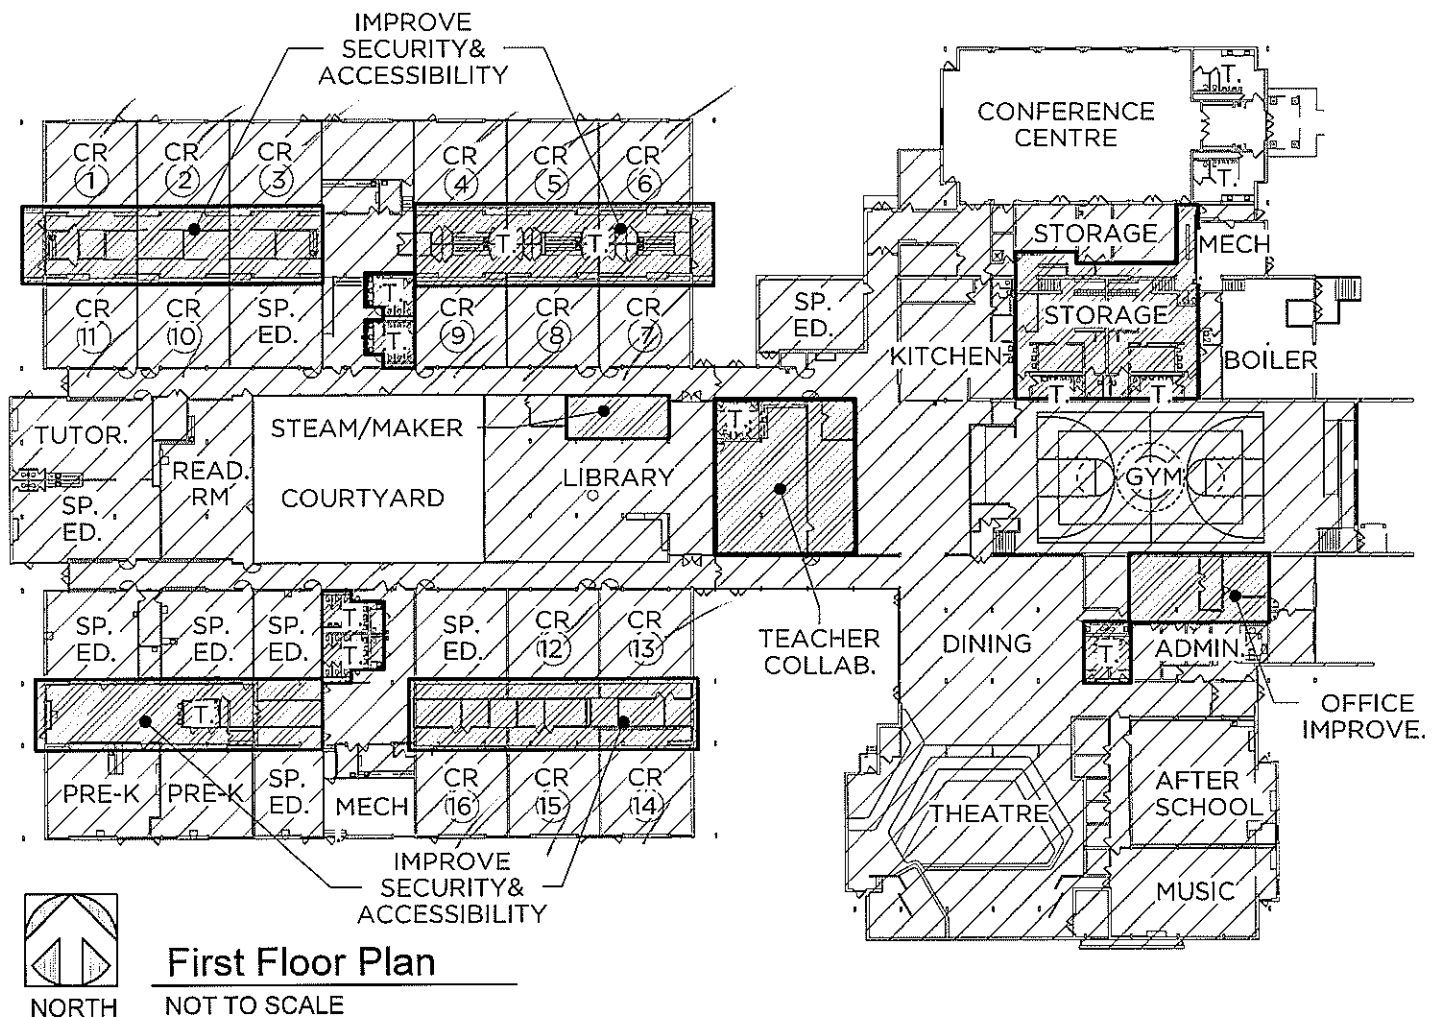 IMPROVE
SECURITY&
ACCESSIBILITY
CONFERENCE
CENTRE
T.
T.
CR
1
CR
2
CR
3
CR
4
CR
5
CR
6
T.
T.
STORAGE
MECH
CR
11
CR
10
SP.
ED.
T.
T.
CR
9
CR
8
CR
7
SP.
ED.
KITCHEN
STORAGE
BOILER
T.
T.
TUTOR.
SP.
ED.
READ.
RM
STEAM/MAKER
COURTYARD
LIBRARY
T.
GYM
SP.
ED.
SP.
ED.
SP.
ED.
T.
T.
SP.
ED.
CR
12
CR
13
TEACHER
COLLAB.
DINING
T.
ADMIN.
OFFICE
IMPROVE.
T.
PRE-K
PRE-K
SP.
ED.
MECH
CR
16
CR
15
CR
14
THEATRE
AFTER
SCHOOL
MUSIC
IMPROVE
SECURITY&
ACCESSIBILITY
NORTH
First Floor Plan
NOT TO SCALE